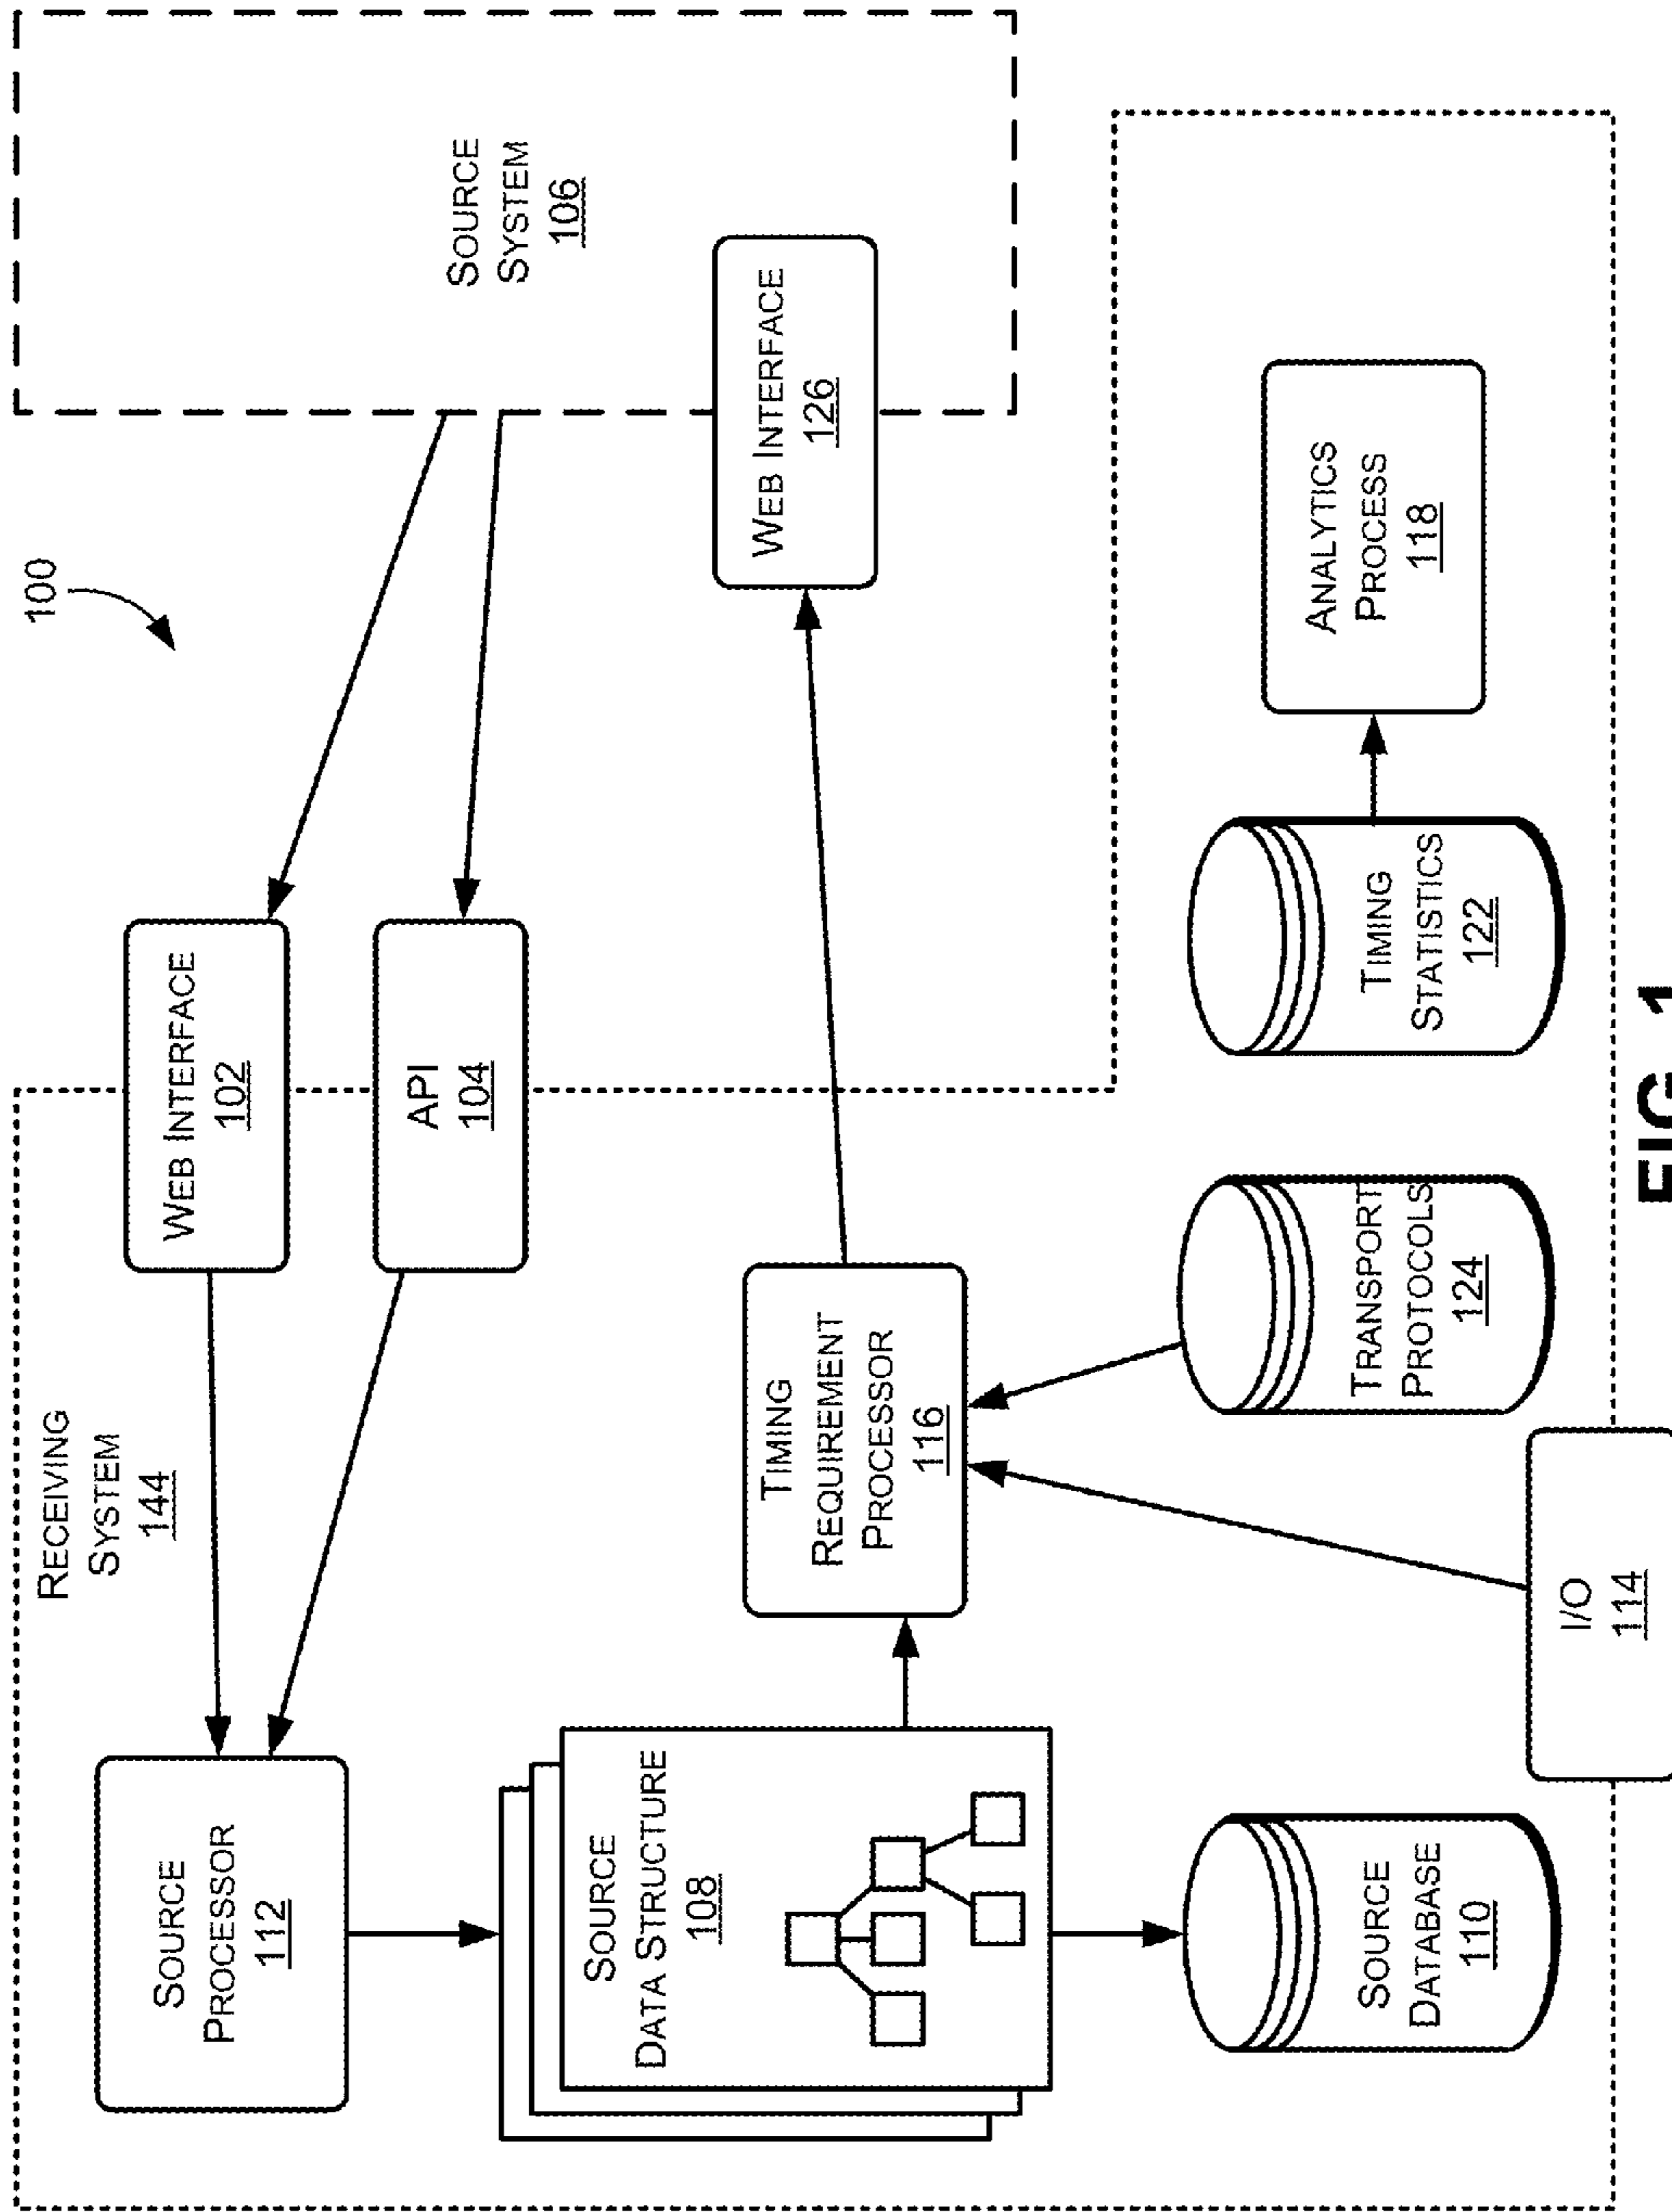 100
RECEIVING
SYSTEM
144
SOURCE
PROCESSOR
112
WEB INTERFACE
102
API
104
SOURCE
SYSTEM
106
SOURCE
DATA STRUCTURE
108
TIMING
REQUIREMENT
PROCESSOR
116
WEB INTERFACE
126
SOURCE
DATABASE
110
I/O
114
TRANSPORT
PROTOCOLS
124
TIMING
STATISTICS
122
ANALYTICS
PROCESS
118
FIG. 1